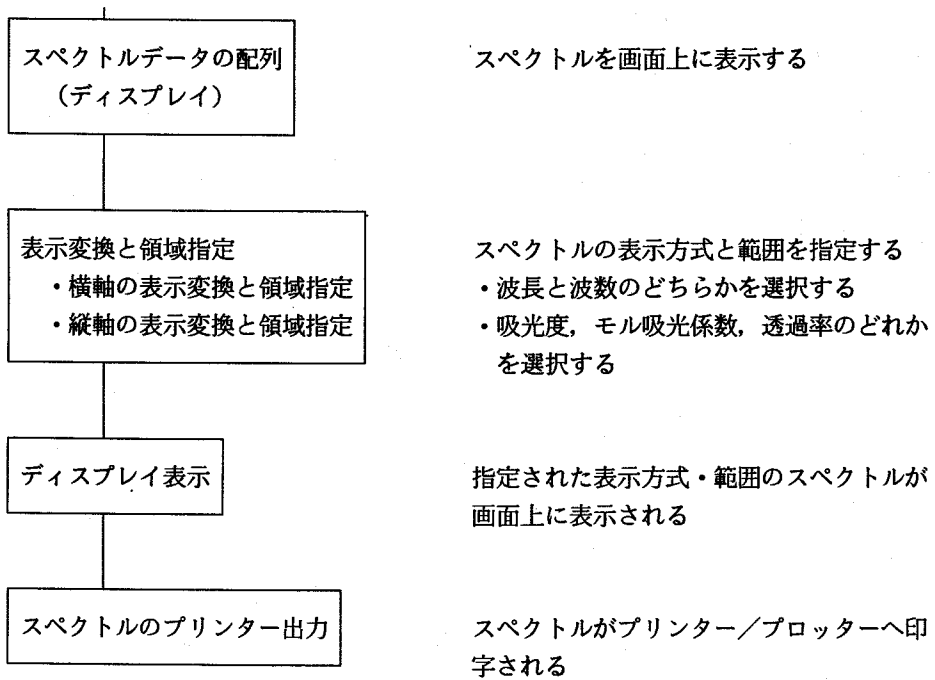 スペクトルデータの配列
（ディスプレイ）
スペクトルを画面上に表示する
表示変換と領域指定
・横軸の表示変換と領域指定
・縦軸の表示変換と領域指定
スペクトルの表示方式と範囲を指定する
・波長と波数のどちらかを選択する
・吸光度，モル吸光係数，透過率のどれか
を選択する
ディスプレイ表示
指定された表示方式・範囲のスペクトルが
画面上に表示される
スペクトルのプリンター出力
スペクトルがプリンター／プロッターへ印
字される